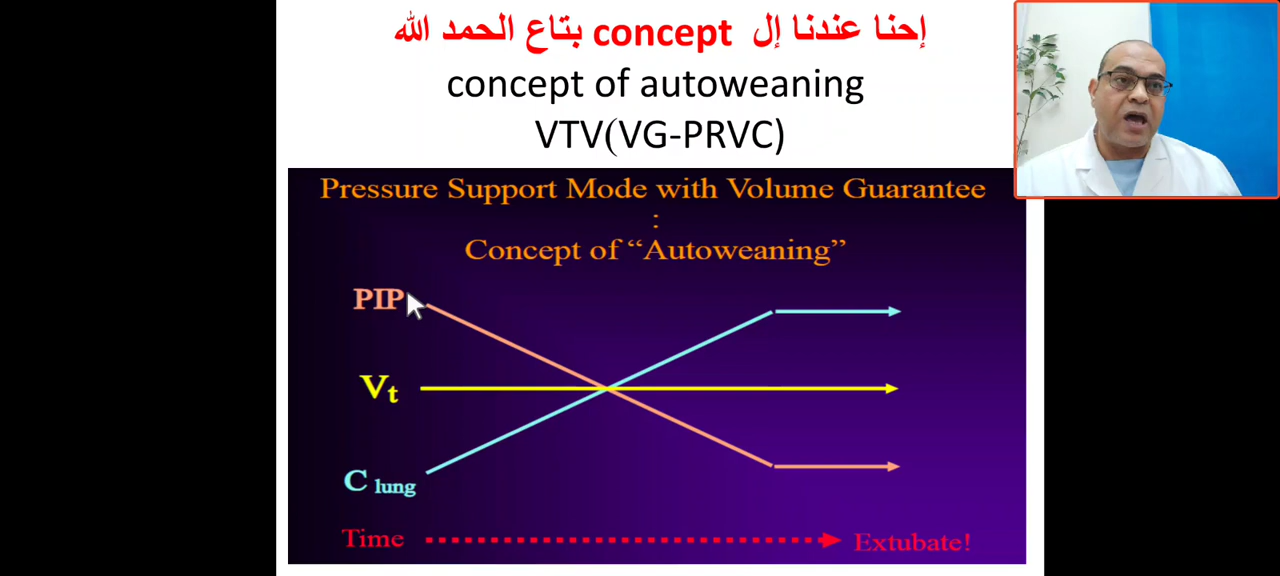 إحنا عندنا إل concept بتاع الحمد الله
concept of autoweaning
VTV(VG-PRVC)
Pressure Support Mode with Volume Guarantee
:
Concept of “Autoweaning”
PIP
Vt
C lung
Time
Extubate!